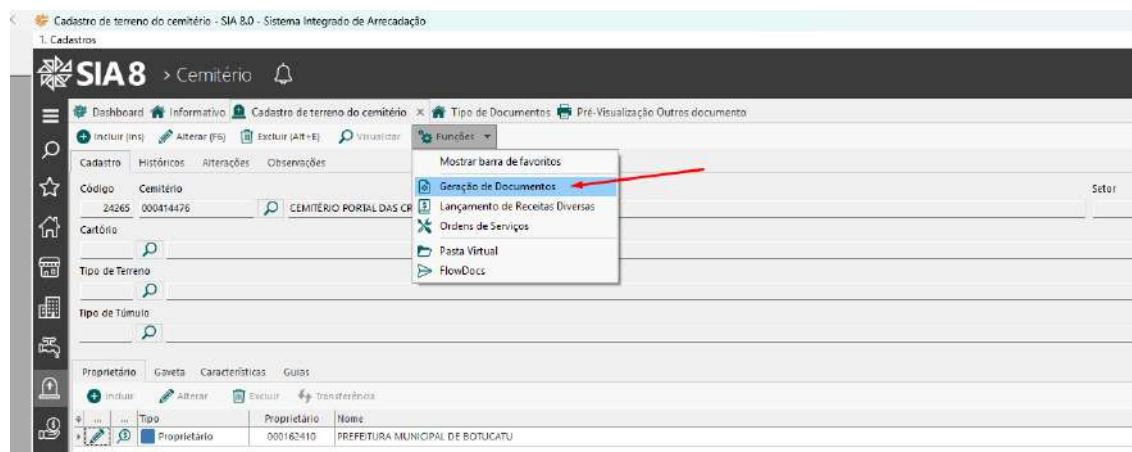 Cadastro de terreno do cemitério - SIA 8.0 - Sistema Integrado de Arrecadação
1. Cadastros
SIA 8 > Cemitério
Dashboard Informativo Cadastro de terreno do cemitério × Tipo de Documentos Pré-Visualização Outros documento
Incluir (Ins) Alterar (F6) Excluir (Alt+E) Visualizar Funções
Cadastro Históricos Alterações Observações
Mostrar barra de favoritos
Geração de Documentos
Lançamento de Receitas Diversas
Ordens de Serviços
Pasta Virtual
FlowDocs
Código Cemitério Setor
24265 000414476 CEMITÉRIO PORTAL DAS CR
Cartório
Tipo de Terreno
Tipo de Túmulo
Proprietário Gaveta Características Guias
Incluir Alterar Excluir Transferência
... ... Tipo Proprietário Nome
Proprietário 000162410 PREFEITURA MUNICIPAL DE BOTUCATU